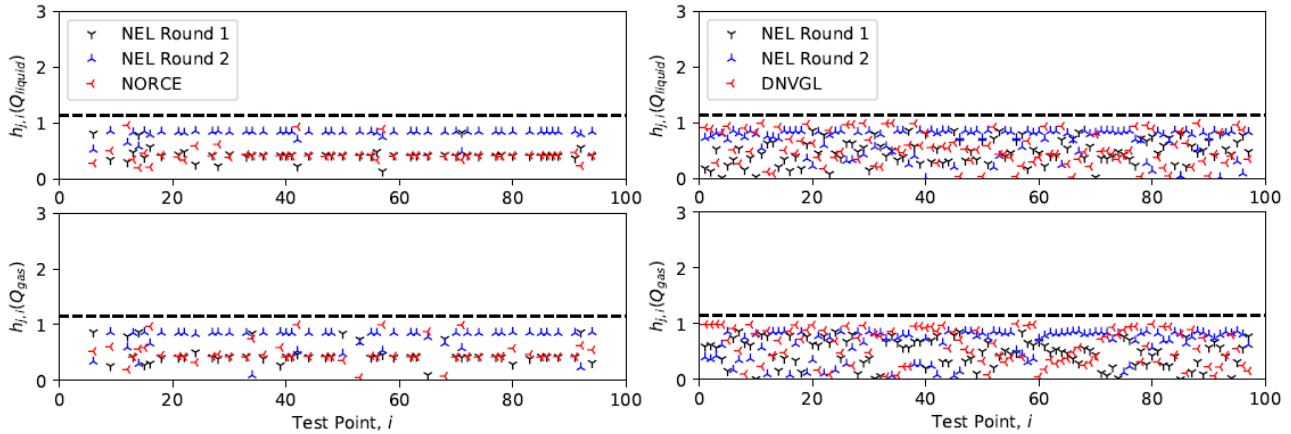 3
2
1
0
h_{j,i}(Q_{liquid})
NEL Round 1
NEL Round 2
NORCE
0 20 40 60 80 100
3
2
1
0
h_{j,i}(Q_{liquid})
NEL Round 1
NEL Round 2
DNVGL
0 20 40 60 80 100
3
2
1
0
h_{j,i}(Q_{gas})
0 20 40 60 80 100
Test Point, i
3
2
1
0
h_{j,i}(Q_{gas})
0 20 40 60 80 100
Test Point, i